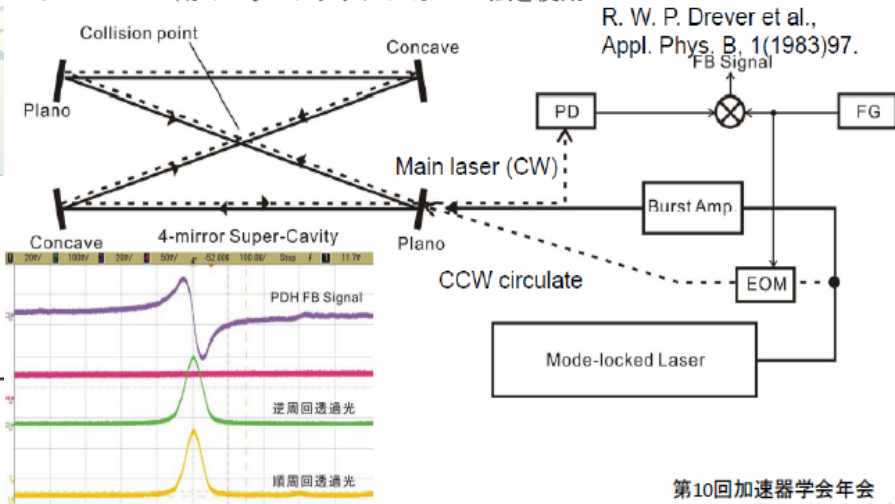 R. W. P. Drever et al.,
Appl. Phys. B, 1(1983)97.
Collision point
Concave
FB Signal
Plano
PD
FG
Main laser (CW)
Burst Amp.
Concave
4-mirror Super-Cavity
Plano
CCW circulate
EOM
PDH FB Signal
Mode-locked Laser
逆周回透過光
順周回透過光
第10回加速器学会年会